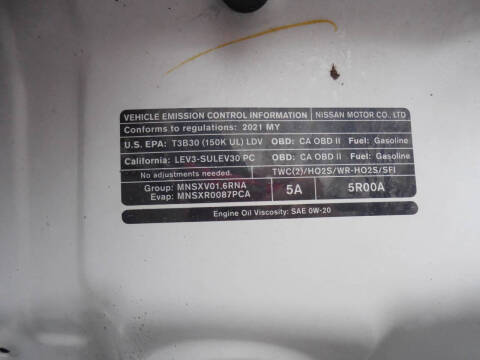 VEHICLE EMISSION CONTROL INFORMATION NISSAN MOTOR CO., LTD
Conforms to regulations: 2021 MY
U.S. EPA: T3B30 (150K UL) LDV OBD: CA OBD II Fuel: Gasoline
California: LEV3-SULEV30 PC OBD: CA OBD II Fuel: Gasoline
No adjustments needed. TWC(2)/HO2S/WR-HO2S/SFI
Group: MNSXV01.6RNA
Evap: MNSXR0087PCA
5A 5R00A
Engine Oil Viscosity: SAE 0W-20